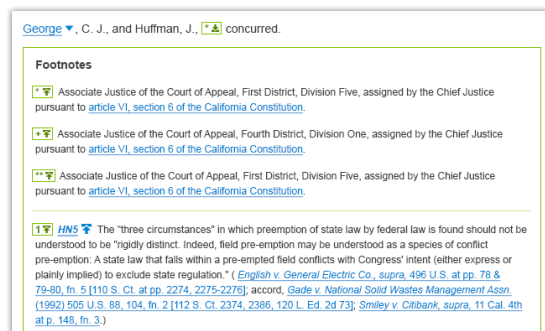 George ▼, C. J., and Huffman, J., * concurred.
Footnotes
* Associate Justice of the Court of Appeal, First District, Division Five, assigned by the Chief Justice
pursuant to article VI, section 6 of the California Constitution.
+ Associate Justice of the Court of Appeal, Fourth District, Division One, assigned by the Chief Justice
pursuant to article VI, section 6 of the California Constitution.
** Associate Justice of the Court of Appeal, First District, Division Five, assigned by the Chief Justice
pursuant to article VI, section 6 of the California Constitution.
1 HN5 The "three circumstances" in which preemption of state law by federal law is found should not be
understood to be "rigidly distinct. Indeed, field pre-emption may be understood as a species of conflict
pre-emption: A state law that falls within a pre-empted field conflicts with Congress' intent (either express or
plainly implied) to exclude state regulation." ( English v. General Electric Co., supra, 496 U.S. at pp. 78 &
79-80, fn. 5 [110 S. Ct. at pp. 2274, 2275-2276]; accord, Gade v. National Solid Wastes Management Assn.
(1992) 505 U.S. 88, 104, fn. 2 [112 S. Ct. 2374, 2386, 120 L. Ed. 2d 73]; Smiley v. Citibank, supra, 11 Cal. 4th
at p. 148, fn. 3.)